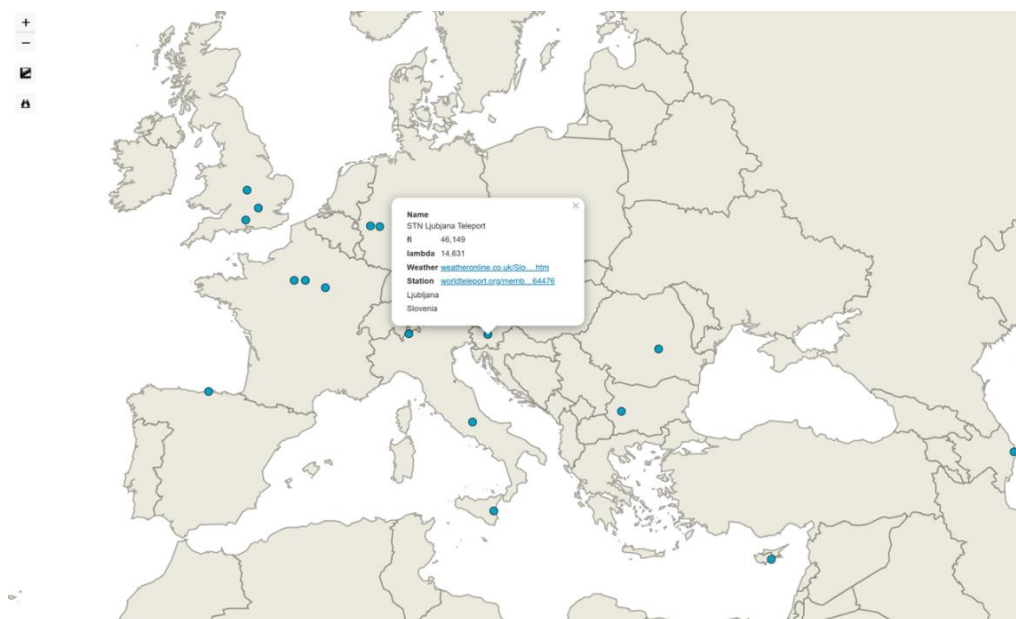 +
−
×
Name
STN Ljubjana Teleport
fi 46,149
lambda 14,631
Weather weatheronline.co.uk/Slo....htm
Station worldteleport.org/memb...64476
Ljubljana
Slovenia